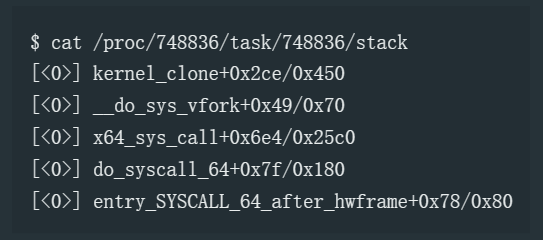 $ cat /proc/748836/task/748836/stack
[<0>] kernel_clone+0x2ce/0x450
[<0>] __do_sys_vfork+0x49/0x70
[<0>] x64_sys_call+0x6e4/0x25c0
[<0>] do_syscall_64+0x7f/0x180
[<0>] entry_SYSCALL_64_after_hwframe+0x78/0x80